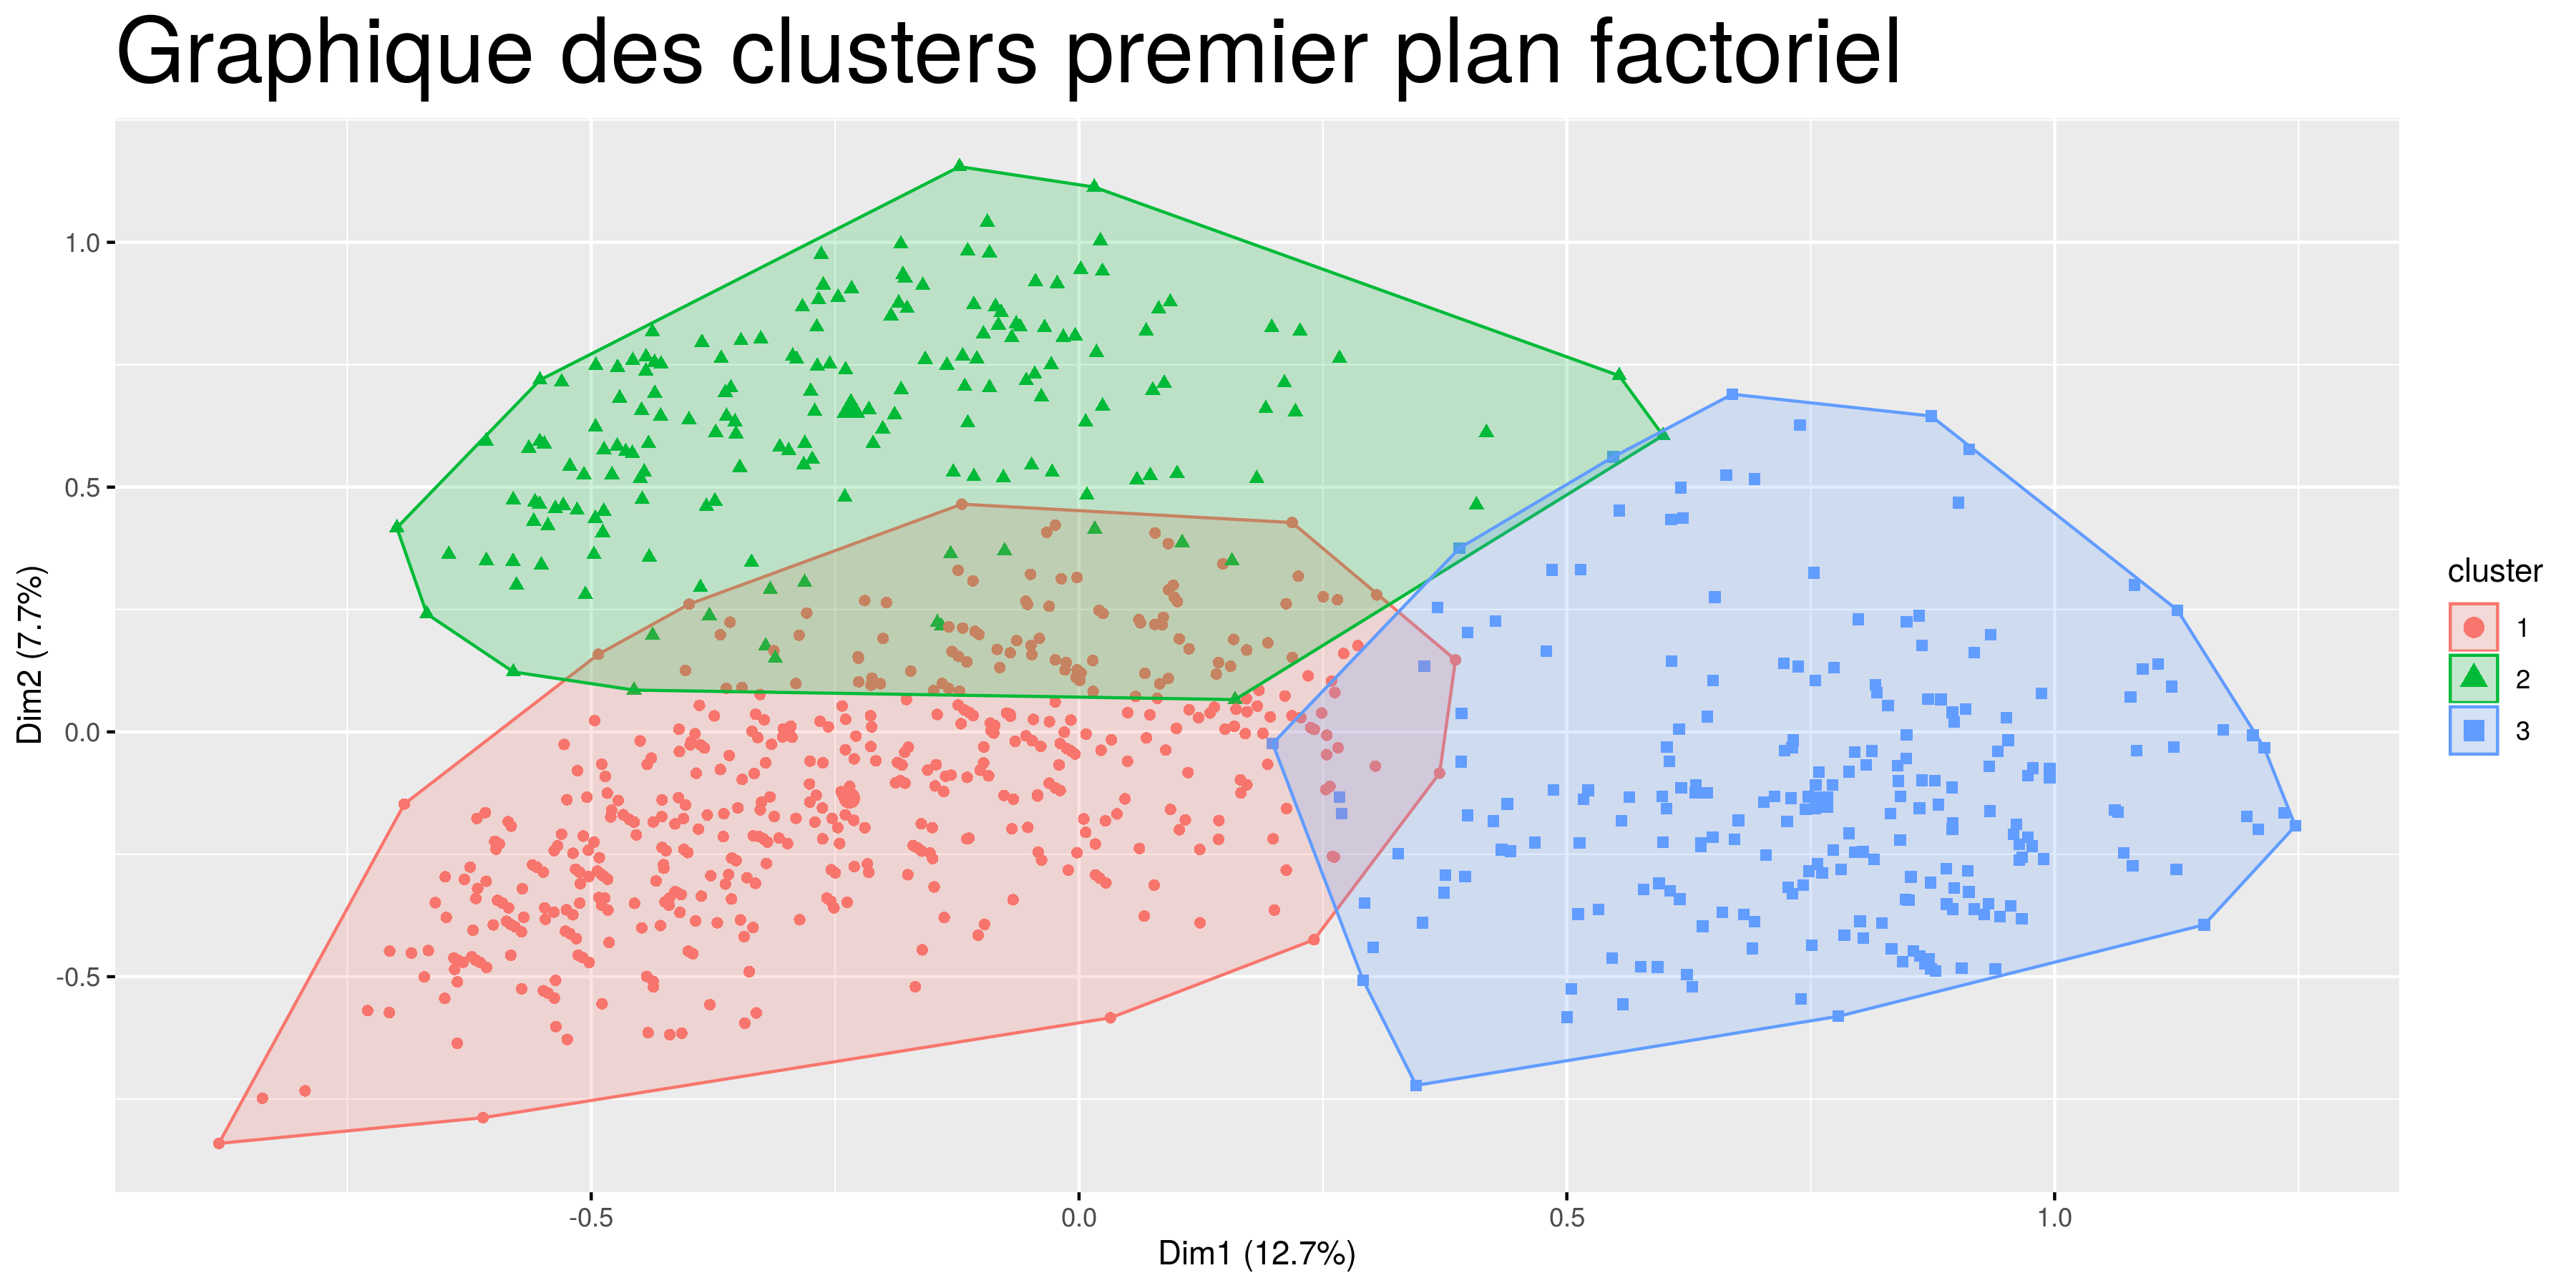 Graphique des clusters premier plan factoriel
1.0
0.5
0.0
-0.5
Dim2 (7.7%)
-0.5
0.0
0.5
1.0
Dim1 (12.7%)
cluster
1
2
3